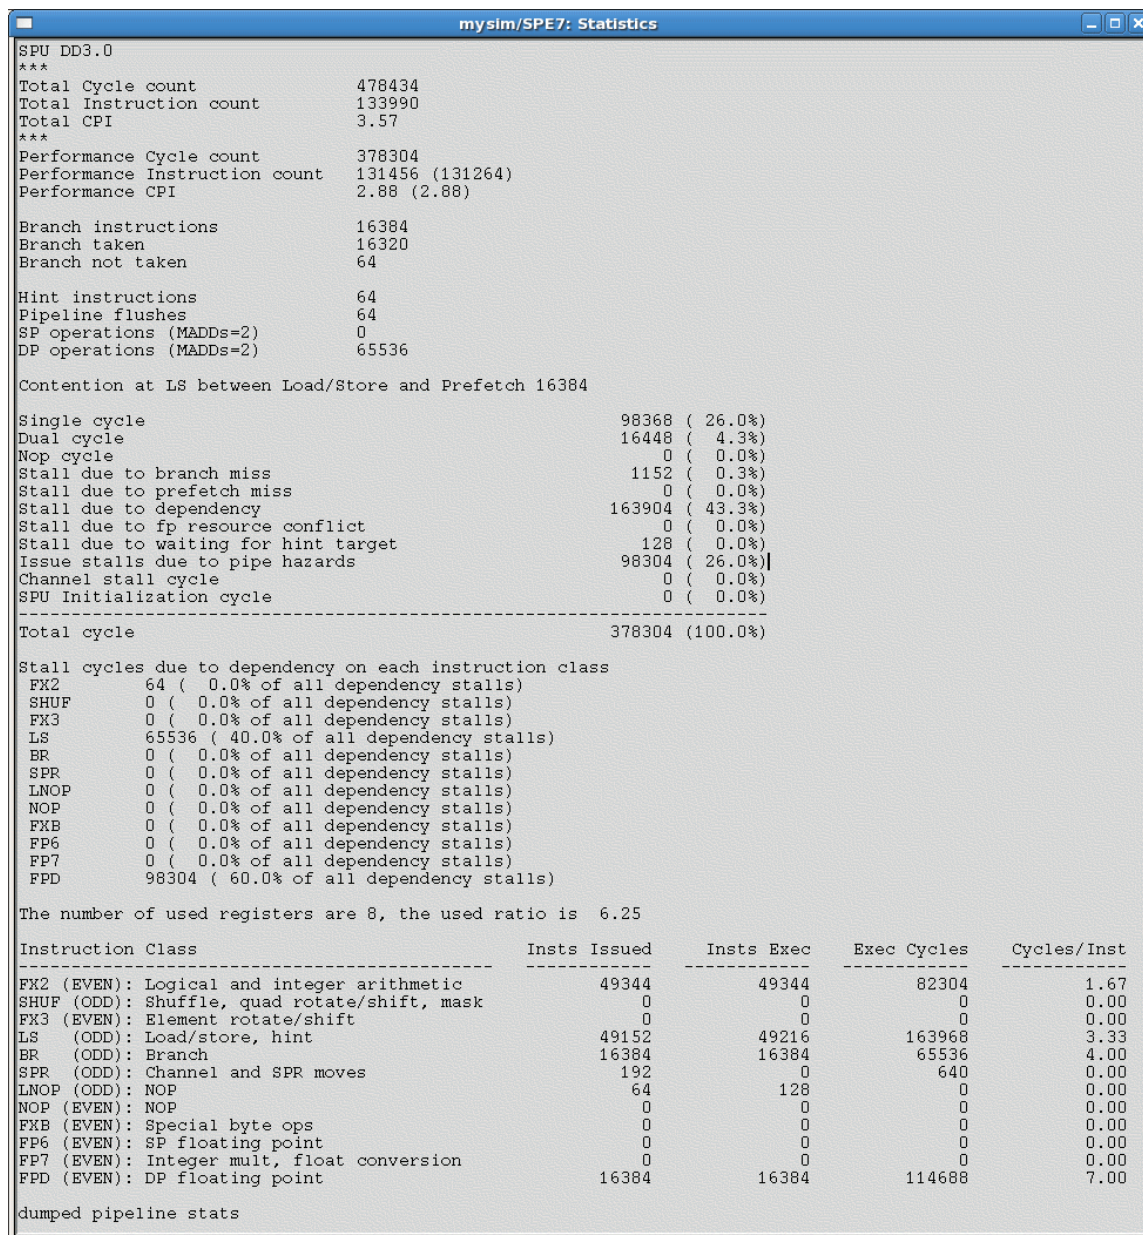 mysim/SPE7: Statistics
SPU DD3.0
***
Total Cycle count 478434
Total Instruction count 133990
Total CPI 3.57
***
Performance Cycle count 378304
Performance Instruction count 131456 (131264)
Performance CPI 2.88 (2.88)
Branch instructions 16384
Branch taken 16320
Branch not taken 64
Hint instructions 64
Pipeline flushes 64
SP operations (MADDs=2) 0
DP operations (MADDs=2) 65536
Contention at LS between Load/Store and Prefetch 16384
Single cycle 98368 ( 26.0%)
Dual cycle 16448 ( 4.3%)
Nop cycle 0 ( 0.0%)
Stall due to branch miss 1152 ( 0.3%)
Stall due to prefetch miss 0 ( 0.0%)
Stall due to dependency 163904 ( 43.3%)
Stall due to fp resource conflict 0 ( 0.0%)
Stall due to waiting for hint target 128 ( 0.0%)
Issue stalls due to pipe hazards 98304 ( 26.0%)
Channel stall cycle 0 ( 0.0%)
SPU Initialization cycle 0 ( 0.0%)
-----------------------------------------------------------------------
Total cycle 378304 (100.0%)
Stall cycles due to dependency on each instruction class
FX2 64 ( 0.0% of all dependency stalls)
SHUF 0 ( 0.0% of all dependency stalls)
FX3 0 ( 0.0% of all dependency stalls)
LS 65536 ( 40.0% of all dependency stalls)
BR 0 ( 0.0% of all dependency stalls)
SPR 0 ( 0.0% of all dependency stalls)
LNOP 0 ( 0.0% of all dependency stalls)
NOP 0 ( 0.0% of all dependency stalls)
FXB 0 ( 0.0% of all dependency stalls)
FP6 0 ( 0.0% of all dependency stalls)
FP7 0 ( 0.0% of all dependency stalls)
FPD 98304 ( 60.0% of all dependency stalls)
The number of used registers are 8, the used ratio is 6.25
Instruction Class Insts Issued Insts Exec Exec Cycles Cycles/Inst
--------------------------------------------- ------------ ------------ ------------ ------------
FX2 (EVEN): Logical and integer arithmetic 49344 49344 82304 1.67
SHUF (ODD): Shuffle, quad rotate/shift, mask 0 0 0 0.00
FX3 (EVEN): Element rotate/shift 0 0 0 0.00
LS (ODD): Load/store, hint 49152 49216 163968 3.33
BR (ODD): Branch 16384 16384 65536 4.00
SPR (ODD): Channel and SPR moves 192 0 640 0.00
LNOP (ODD): NOP 64 128 0 0.00
NOP (EVEN): NOP 0 0 0 0.00
FXB (EVEN): Special byte ops 0 0 0 0.00
FP6 (EVEN): SP floating point 0 0 0 0.00
FP7 (EVEN): Integer mult, float conversion 0 0 0 0.00
FPD (EVEN): DP floating point 16384 16384 114688 7.00
dumped pipeline stats